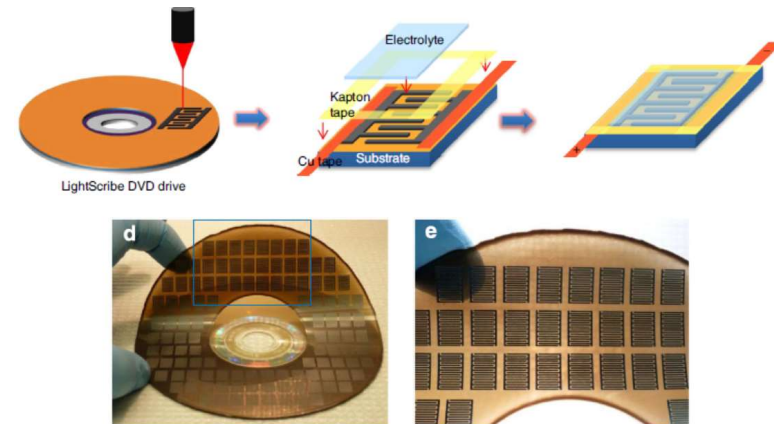 Electrolyte
Kapton
tape
Cu tape
Substrate
−
+
LightScribe DVD drive
d
e